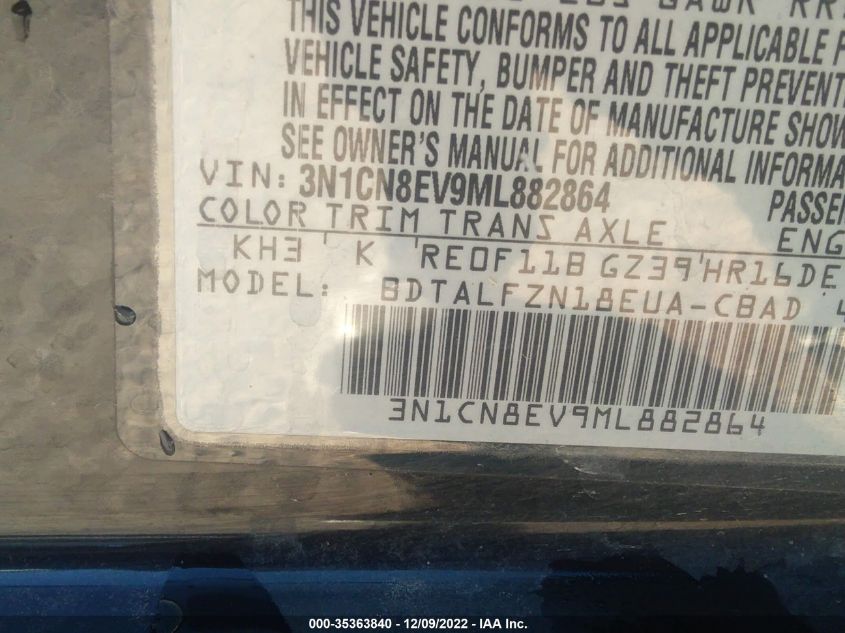 THIS VEHICLE CONFORMS TO ALL APPLICABLE
VEHICLE SAFETY, BUMPER AND THEFT PREVENTI
IN EFFECT ON THE DATE OF MANUFACTURE SHOW
SEE OWNER'S MANUAL FOR ADDITIONAL INFORMA
VIN: 3N1CN8EV9ML882864 PASSEN
COLOR TRIM TRANS AXLE ENG
KH3 K RE0F11B GZ39 HR16DE
MODEL: BDTALFZN18EUA-CBAD 4
3N1CN8EV9ML882864
000-35363840 / 12/09/2022 - IAA Inc.